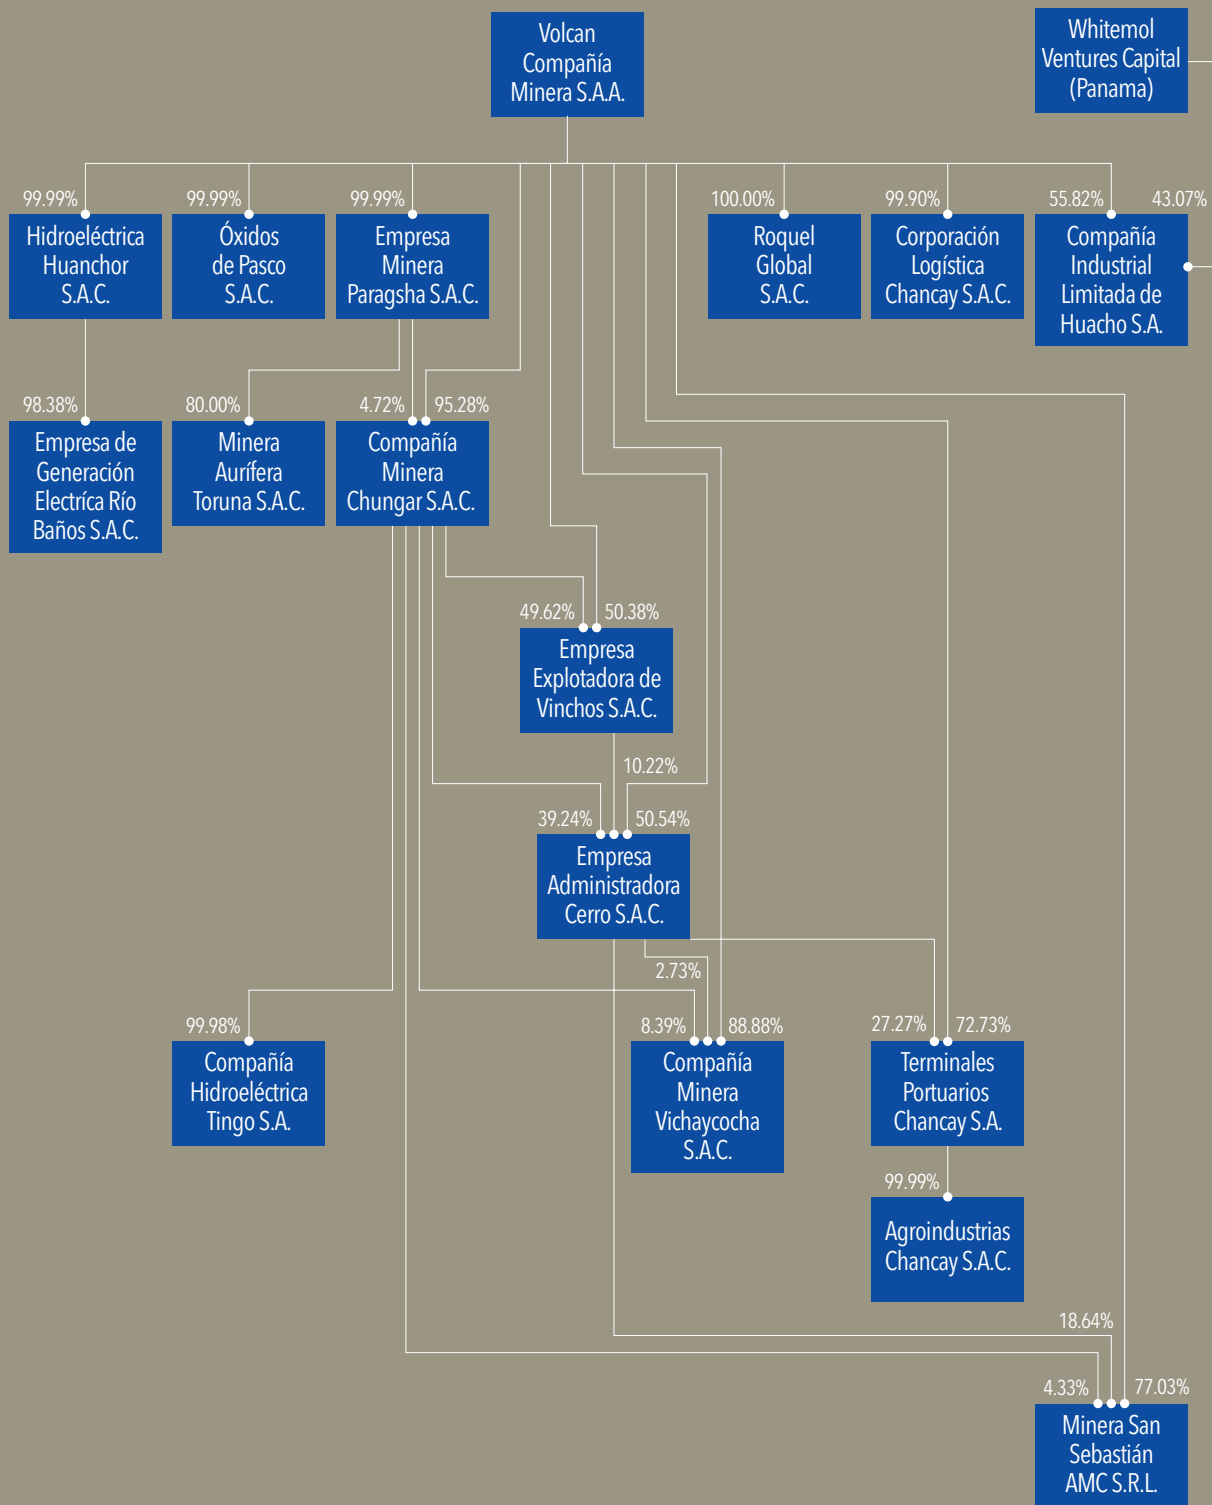 Volcan
Compañía
Minera S.A.A.
Whitemol
Ventures Capital
(Panama)
99.99%
99.99%
99.99%
100.00%
99.90%
55.82%
43.07%
Hidroeléctrica
Huanchor
S.A.C.
Óxidos
de Pasco
S.A.C.
Empresa
Minera
Paragsha S.A.C.
Roquel
Global
S.A.C.
Corporación
Logística
Chancay S.A.C.
Compañía
Industrial
Limitada de
Huacho S.A.
98.38%
80.00%
4.72%
95.28%
Empresa de
Generación
Electríca Río
Baños S.A.C.
Minera
Aurífera
Toruna S.A.C.
Compañía
Minera
Chungar S.A.C.
49.62%
50.38%
Empresa
Explotadora de
Vinchos S.A.C.
10.22%
39.24%
50.54%
Empresa
Administradora
Cerro S.A.C.
2.73%
99.98%
8.39%
88.88%
27.27%
72.73%
Compañía
Hidroeléctrica
Tingo S.A.
Compañía
Minera
Vichaycocha
S.A.C.
Terminales
Portuarios
Chancay S.A.
99.99%
Agroindustrias
Chancay S.A.C.
18.64%
4.33%
77.03%
Minera San
Sebastián
AMC S.R.L.